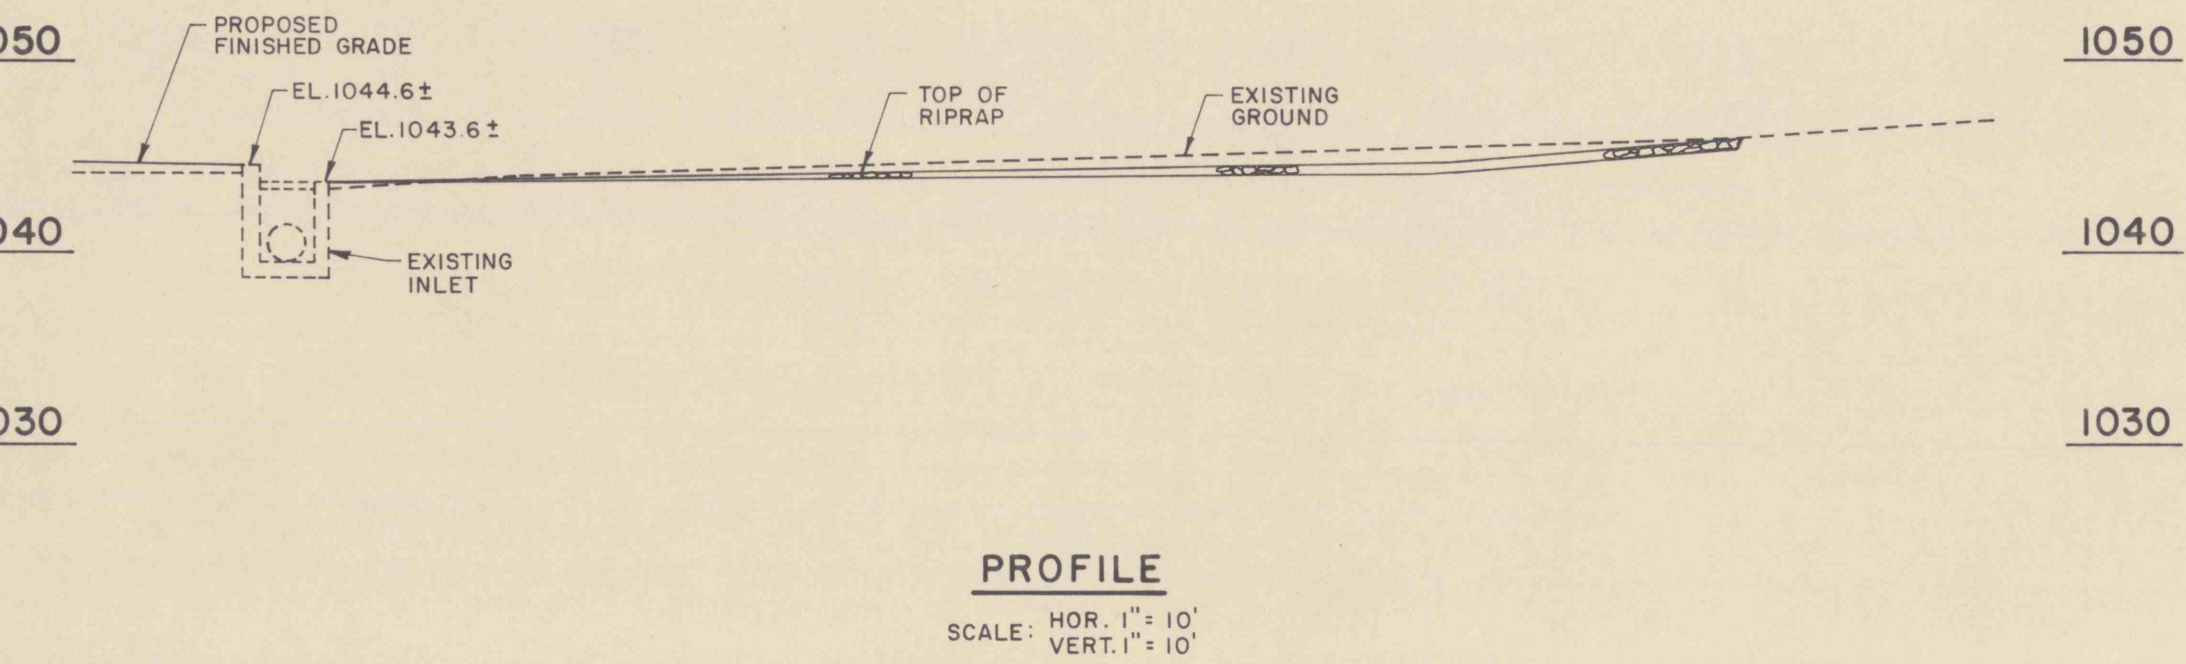 PROPOSED
FINISHED GRADE
050
1050
EL.1044.6±
EL.1043.6±
TOP OF
RIPRAP
EXISTING
GROUND
040
1040
EXISTING
INLET
030
1030
PROFILE
SCALE: HOR. 1" = 10'
VERT. 1" = 10'